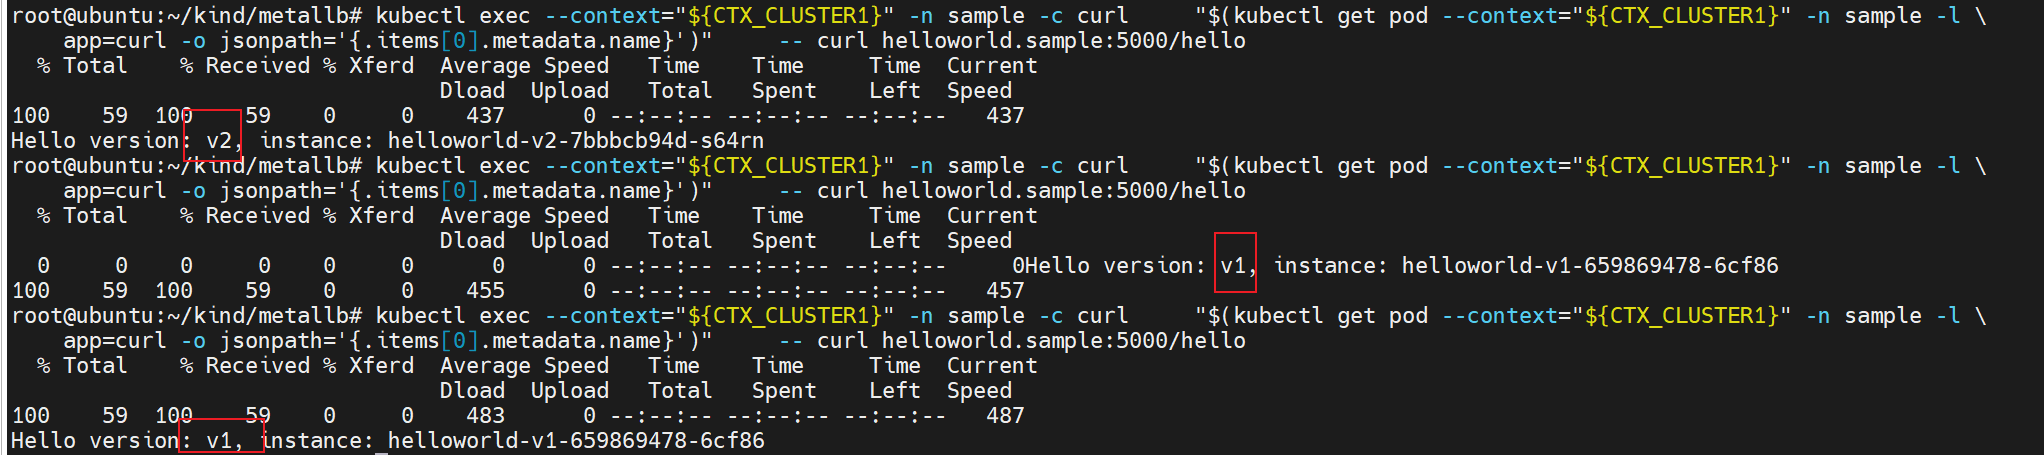 root@ubuntu:~/kind/metallb# kubectl exec --context="${CTX_CLUSTER1}" -n sample -c curl     "$(kubectl get pod --context="${CTX_CLUSTER1}" -n sample -l \
    app=curl -o jsonpath='{.items[0].metadata.name}')"     -- curl helloworld.sample:5000/hello
  % Total    % Received % Xferd  Average Speed   Time    Time     Time  Current
                                 Dload  Upload   Total   Spent    Left  Speed
100    59  100    59    0     0    437      0 --:--:-- --:--:-- --:--:--   437
Hello version: v2, instance: helloworld-v2-7bbbcb94d-s64rn
root@ubuntu:~/kind/metallb# kubectl exec --context="${CTX_CLUSTER1}" -n sample -c curl     "$(kubectl get pod --context="${CTX_CLUSTER1}" -n sample -l \
    app=curl -o jsonpath='{.items[0].metadata.name}')"     -- curl helloworld.sample:5000/hello
  % Total    % Received % Xferd  Average Speed   Time    Time     Time  Current
                                 Dload  Upload   Total   Spent    Left  Speed
  0     0    0     0    0     0      0      0 --:--:-- --:--:-- --:--:--     0Hello version: v1, instance: helloworld-v1-659869478-6cf86
100    59  100    59    0     0    455      0 --:--:-- --:--:-- --:--:--   457
root@ubuntu:~/kind/metallb# kubectl exec --context="${CTX_CLUSTER1}" -n sample -c curl     "$(kubectl get pod --context="${CTX_CLUSTER1}" -n sample -l \
    app=curl -o jsonpath='{.items[0].metadata.name}')"     -- curl helloworld.sample:5000/hello
  % Total    % Received % Xferd  Average Speed   Time    Time     Time  Current
                                 Dload  Upload   Total   Spent    Left  Speed
100    59  100    59    0     0    483      0 --:--:-- --:--:-- --:--:--   487
Hello version: v1, instance: helloworld-v1-659869478-6cf86